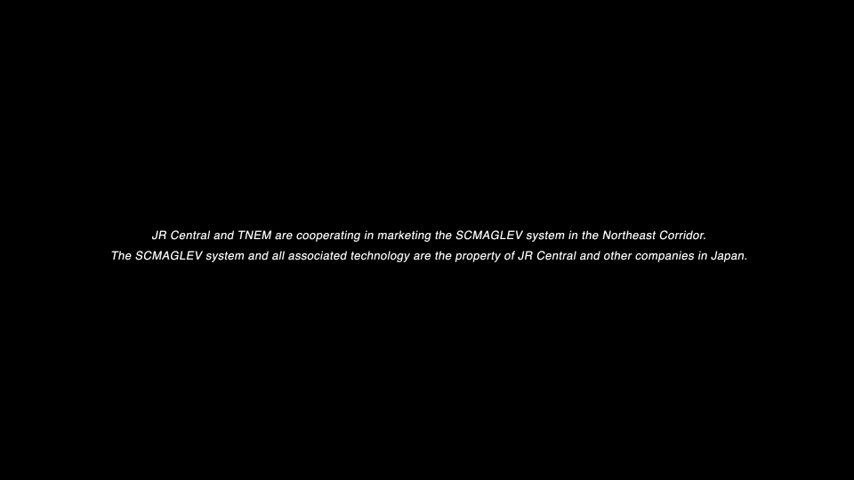 JR Central and TNEM are cooperating in marketing the SCMAGLEV system in the Northeast Corridor.
The SCMAGLEV system and all associated technology are the property of JR Central and other companies in Japan.